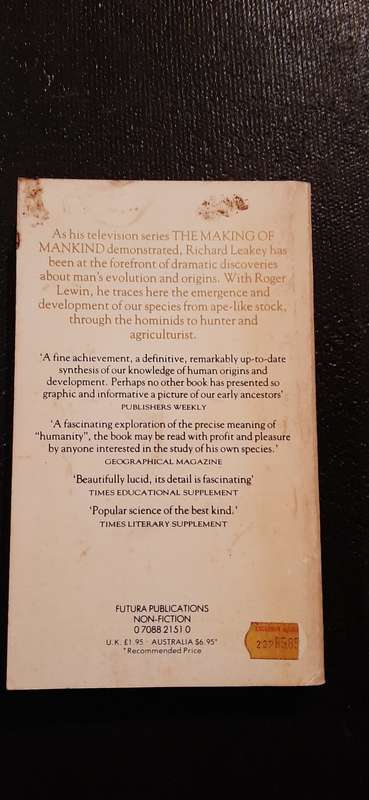 As his television series THE MAKING OF
MANKIND demonstrated, Richard Leakey has
been at the forefront of dramatic discoveries
about man's evolution and origins. With Roger
Lewin, he traces here the emergence and
development of our species from ape-like stock,
through the hominids to hunter and
agriculturist.
'A fine achievement, a definitive, remarkably up-to-date
synthesis of our knowledge of human origins and
development. Perhaps no other book has presented so
graphic and informative a picture of our early ancestors'
PUBLISHERS WEEKLY
'A fascinating exploration of the precise meaning of
"humanity", the book may be read with profit and pleasure
by anyone interested in the study of his own species.'
GEOGRAPHICAL MAGAZINE
'Beautifully lucid, its detail is fascinating'
TIMES EDUCATIONAL SUPPLEMENT
'Popular science of the best kind.'
TIMES LITERARY SUPPLEMENT
FUTURA PUBLICATIONS
NON-FICTION
0 7088 2151 0
U.K. £1.95 · AUSTRALIA $6.95*
*Recommended Price